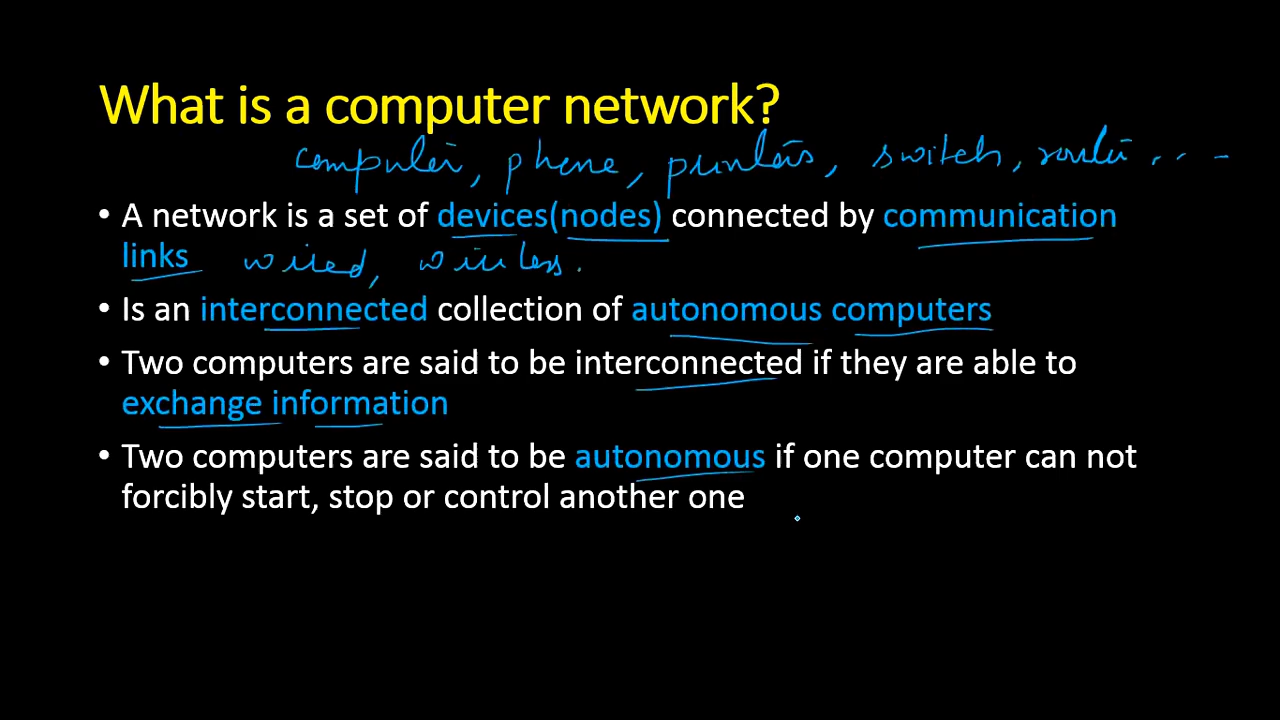 What is a computer network?
computer, phone, printers, switch, router . . - -
• A network is a set of devices(nodes) connected by communication
links wired, wireless.
• Is an interconnected collection of autonomous computers
• Two computers are said to be interconnected if they are able to
exchange information
• Two computers are said to be autonomous if one computer can not
forcibly start, stop or control another one